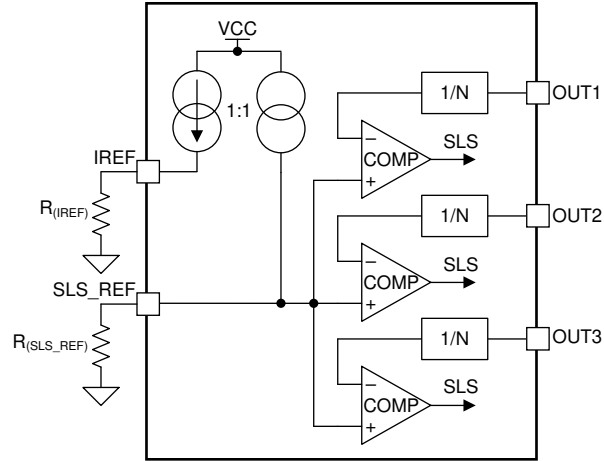 VCC
1/N
OUT1
1:1
SLS
IREF
COMP
R(IREF)
1/N
OUT2
SLS
SLS_REF
COMP
R(SLS_REF)
1/N
OUT3
SLS
COMP